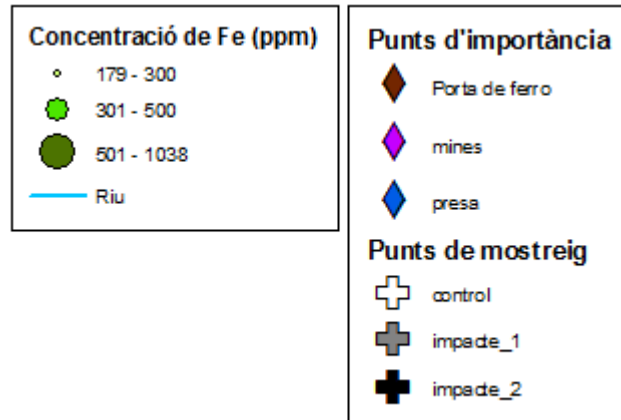 Concentració de Fe (ppm)
179 - 300
301 - 500
501 - 1038
Riu
Punts d'importància
Porta de ferro
mines
presa
Punts de mostreig
control
impacte_1
impacte_2